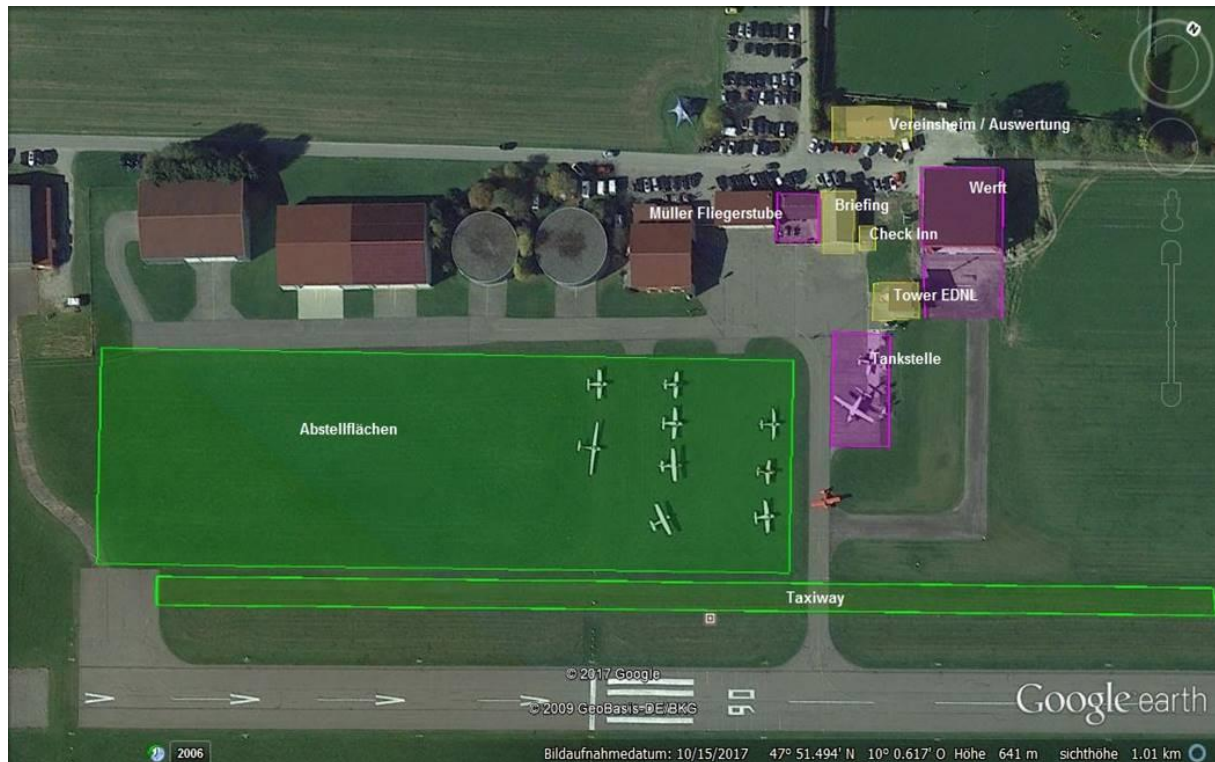 N
Vereinsheim / Auswertung
Werft
Müller Fliegerstube
Briefing
Check Inn
Tower EDNL
Tankstelle
Abstellflächen
Taxiway
© 2017 Google
© 2009 GeoBasis-DE/BKG
06
Google earth
2006
Bildaufnahmedatum: 10/15/2017 47° 51.494' N 10° 0.617' O Höhe 641 m sichthöhe 1.01 km